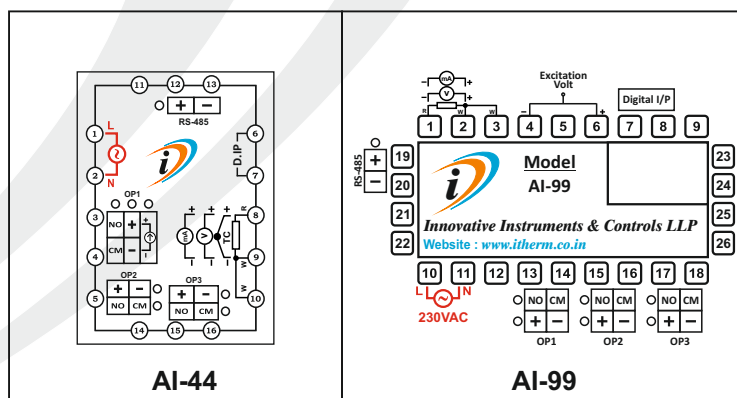 11 12 13
+ −
RS-485
1
L
2
N
6
D.IP
7
OP1
3
NO +
+
−
CM −
4
8
R
+ + +
mA V TC
− − −
9
W
W
10
OP2
+ −
NO CM
5
OP3
+ −
NO CM
14 15 16
AI-44
− mA +
− V +
R W W
Excitation
Volt
− +
Digital I/P
1 2 3 4 5 6 7 8 9
RS-485
+
−
19
20
21
22
i
Model
AI-99
Innovative Instruments & Controls LLP
Website : www.itherm.co.in
23
24
25
26
10 11 12 13 14 15 16 17 18
L N
230VAC
NO CM NO CM NO CM
+ − + − + −
OP1 OP2 OP3
AI-99